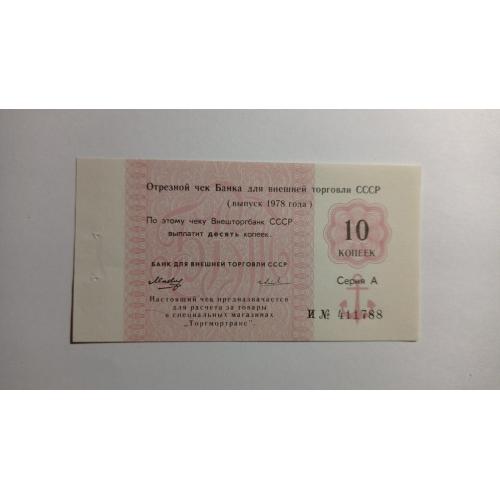 Отрезной чек Банка для внешней торговли СССР
(выпуск 1978 года)
По этому чеку Внешторгбанк СССР
выплатит десять копеек.
10
КОПЕЕК
БАНК ДЛЯ ВНЕШНЕЙ ТОРГОВЛИ СССР
Серия А
Настоящий чек предназначается
для расчета за товары
в специальных магазинах
„Торгмортранс".
И № 411788